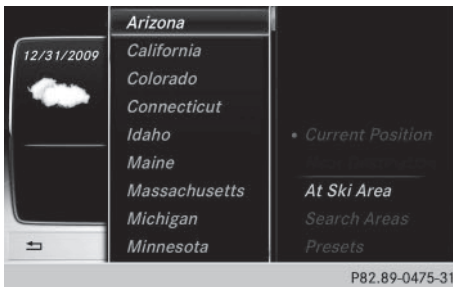 12/31/2009
Arizona
California
Colorado
Connecticut
Idaho
Maine
Massachusetts
Michigan
Minnesota
Current Position
At Ski Area
Search Areas
Presets
P82.89-0475-31